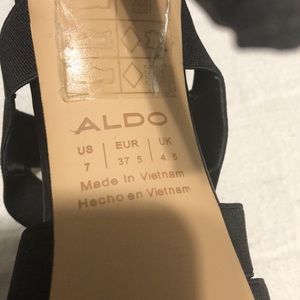 ALDO
US EUR UK
7 37 5 4.5
Made in Vietnam
Hecho en Vietnam